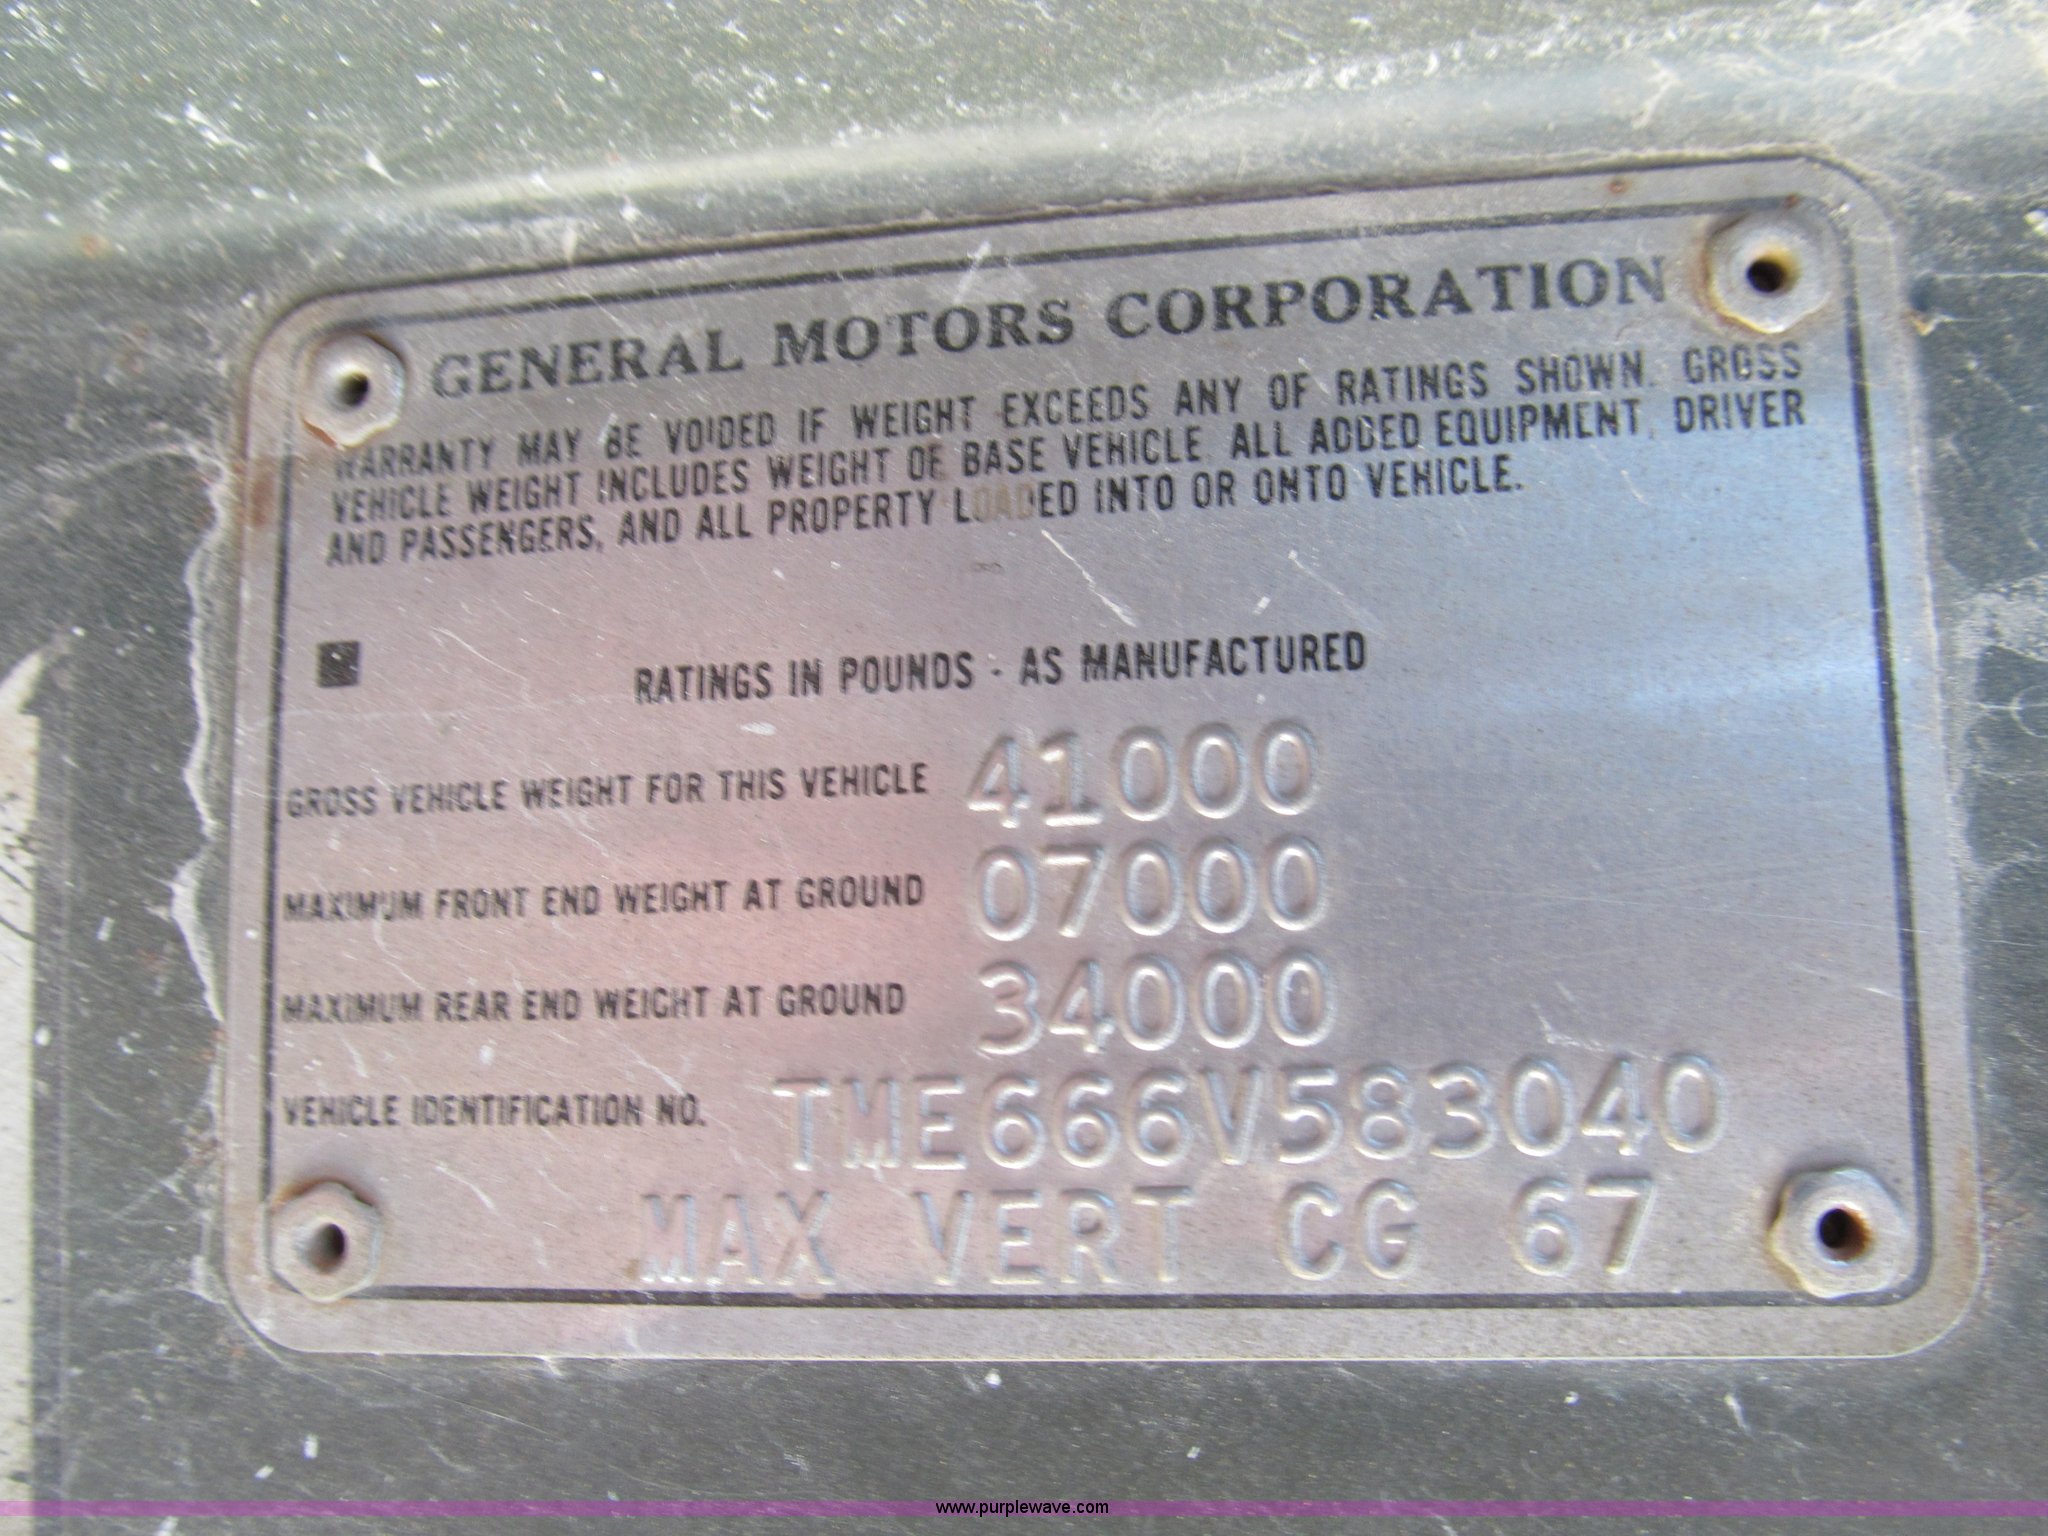 GENERAL MOTORS CORPORATION
WARRANTY MAY BE VOIDED IF WEIGHT EXCEEDS ANY OF RATINGS SHOWN. GROSS
VEHICLE WEIGHT INCLUDES WEIGHT OF BASE VEHICLE, ALL ADDED EQUIPMENT, DRIVER
AND PASSENGERS, AND ALL PROPERTY LOADED INTO OR ONTO VEHICLE.
RATINGS IN POUNDS - AS MANUFACTURED
GROSS VEHICLE WEIGHT FOR THIS VEHICLE 41000
MAXIMUM FRONT END WEIGHT AT GROUND 07000
MAXIMUM REAR END WEIGHT AT GROUND 34000
VEHICLE IDENTIFICATION NO. TME666V583040
MAX VERT CG 67
www.purplewave.com